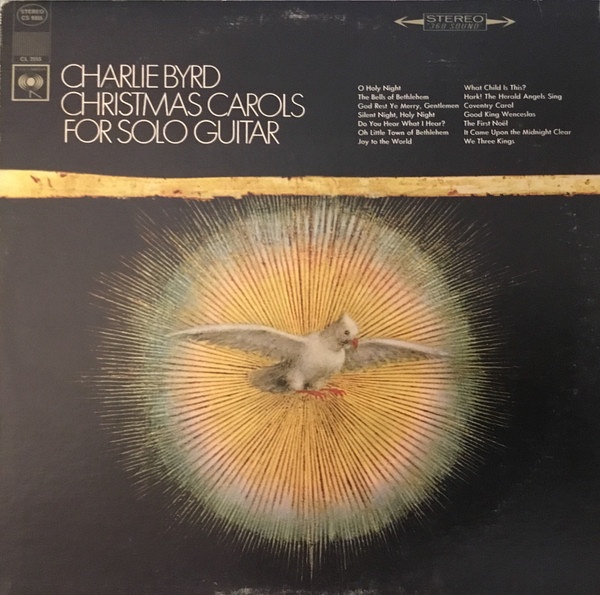 STEREO
CL 2555
CHARLIE BYRD
CHRISTMAS CAROLS
FOR SOLO GUITAR
STEREO
360 SOUND
O Holy Night
The Bells of Bethlehem
God Rest Ye Merry, Gentlemen
Silent Night, Holy Night
Do You Hear What I Hear?
Oh Little Town of Bethlehem
Joy to the World
What Child Is This?
Hark! The Herald Angels Sing
Coventry Carol
Good King Wenceslas
The First Noël
It Came Upon the Midnight Clear
We Three Kings